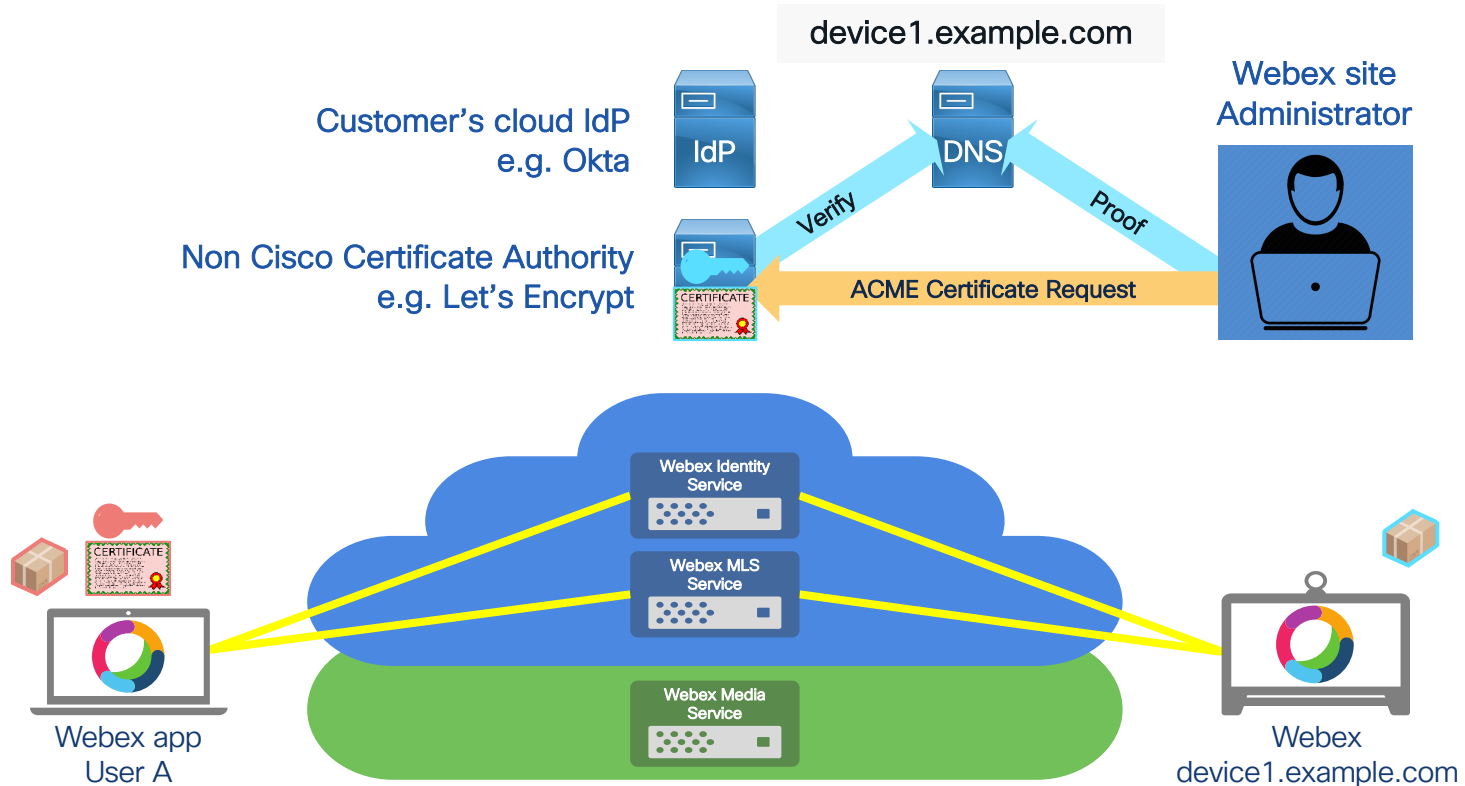 device1.example.com
Webex site
Administrator
Customer's cloud IdP
e.g. Okta
IdP
DNS
Verify
Proof
Non Cisco Certificate Authority
e.g. Let's Encrypt
CERTIFICATE
ACME Certificate Request
Webex Identity
Service
CERTIFICATE
Webex MLS
Service
Webex Media
Service
Webex app
User A
Webex
device1.example.com